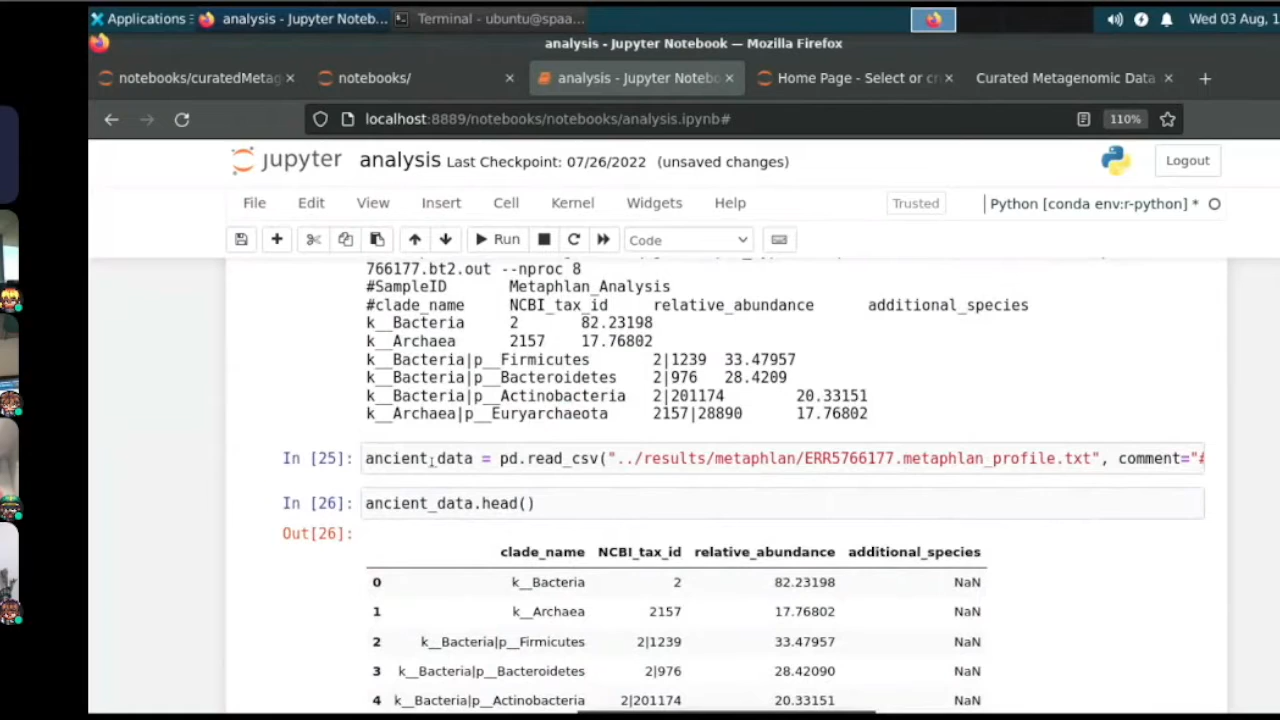 Applications :
analysis - Jupyter Noteb...
Terminal - ubuntu@spaa...
Wed 03 Aug, 1
analysis - Jupyter Notebook — Mozilla Firefox
notebooks/curatedMetag
notebooks/
analysis - Jupyter Notebo
Home Page - Select or cr
Curated Metagenomic Data
localhost:8889/notebooks/notebooks/analysis.ipynb#
110%
jupyter analysis Last Checkpoint: 07/26/2022 (unsaved changes)
Logout
File Edit View Insert Cell Kernel Widgets Help
Trusted
Python [conda env:r-python] *
Run
Code
766177.bt2.out --nproc 8
#SampleID Metaphlan_Analysis
#clade_name NCBI_tax_id relative_abundance additional_species
k__Bacteria 2 82.23198
k__Archaea 2157 17.76802
k__Bacteria|p__Firmicutes 2|1239 33.47957
k__Bacteria|p__Bacteroidetes 2|976 28.4209
k__Bacteria|p__Actinobacteria 2|201174 20.33151
k__Archaea|p__Euryarchaeota 2157|28890 17.76802
In [25]: ancient_data = pd.read_csv("../results/metaphlan/ERR5766177.metaphlan_profile.txt", comment="#
In [26]: ancient_data.head()
Out[26]:
clade_name NCBI_tax_id relative_abundance additional_species
0 k__Bacteria 2 82.23198 NaN
1 k__Archaea 2157 17.76802 NaN
2 k__Bacteria|p__Firmicutes 2|1239 33.47957 NaN
3 k__Bacteria|p__Bacteroidetes 2|976 28.42090 NaN
4 k__Bacteria|p__Actinobacteria 2|201174 20.33151 NaN